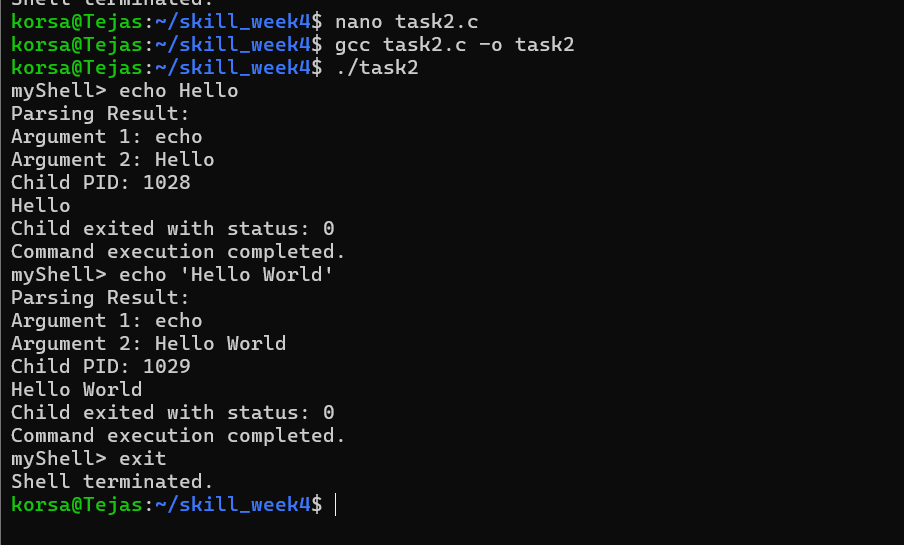 Shell terminated.
korsa@Tejas:~/skill_week4$ nano task2.c
korsa@Tejas:~/skill_week4$ gcc task2.c -o task2
korsa@Tejas:~/skill_week4$ ./task2
myShell> echo Hello
Parsing Result:
Argument 1: echo
Argument 2: Hello
Child PID: 1028
Hello
Child exited with status: 0
Command execution completed.
myShell> echo 'Hello World'
Parsing Result:
Argument 1: echo
Argument 2: Hello World
Child PID: 1029
Hello World
Child exited with status: 0
Command execution completed.
myShell> exit
Shell terminated.
korsa@Tejas:~/skill_week4$